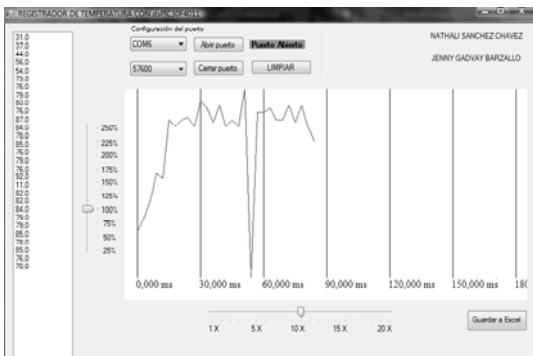 REGISTRADOR DE TEMPERATURA CON dsPIC30F4011
Configuración del puerto
COM6
Abrir puerto
Puerto Abierto
57600
Cerrar puerto
LIMPIAR
NATHALI SANCHEZ CHAVEZ
JENNY GADVAY BARZALLO
31,0
37,0
44,0
56,0
54,0
79,0
76,0
79,0
80,0
76,0
87,0
84,0
78,0
85,0
76,0
79,0
76,0
92,0
11,0
82,0
82,0
84,0
79,0
79,0
85,0
78,0
85,0
76,0
70,0
250%
225%
200%
175%
150%
125%
100%
75%
50%
25%
0,000 ms
30,000 ms
60,000 ms
90,000 ms
120,000 ms
150,000 ms
180
1X
5X
10X
15X
20X
Guardar a Excel